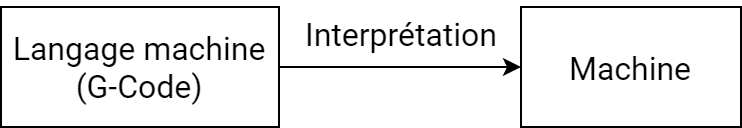 Langage machine
(G-Code)
Interprétation
Machine